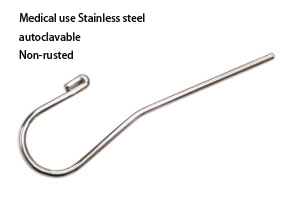 Medical use Stainless steel
autoclavable
Non-rusted